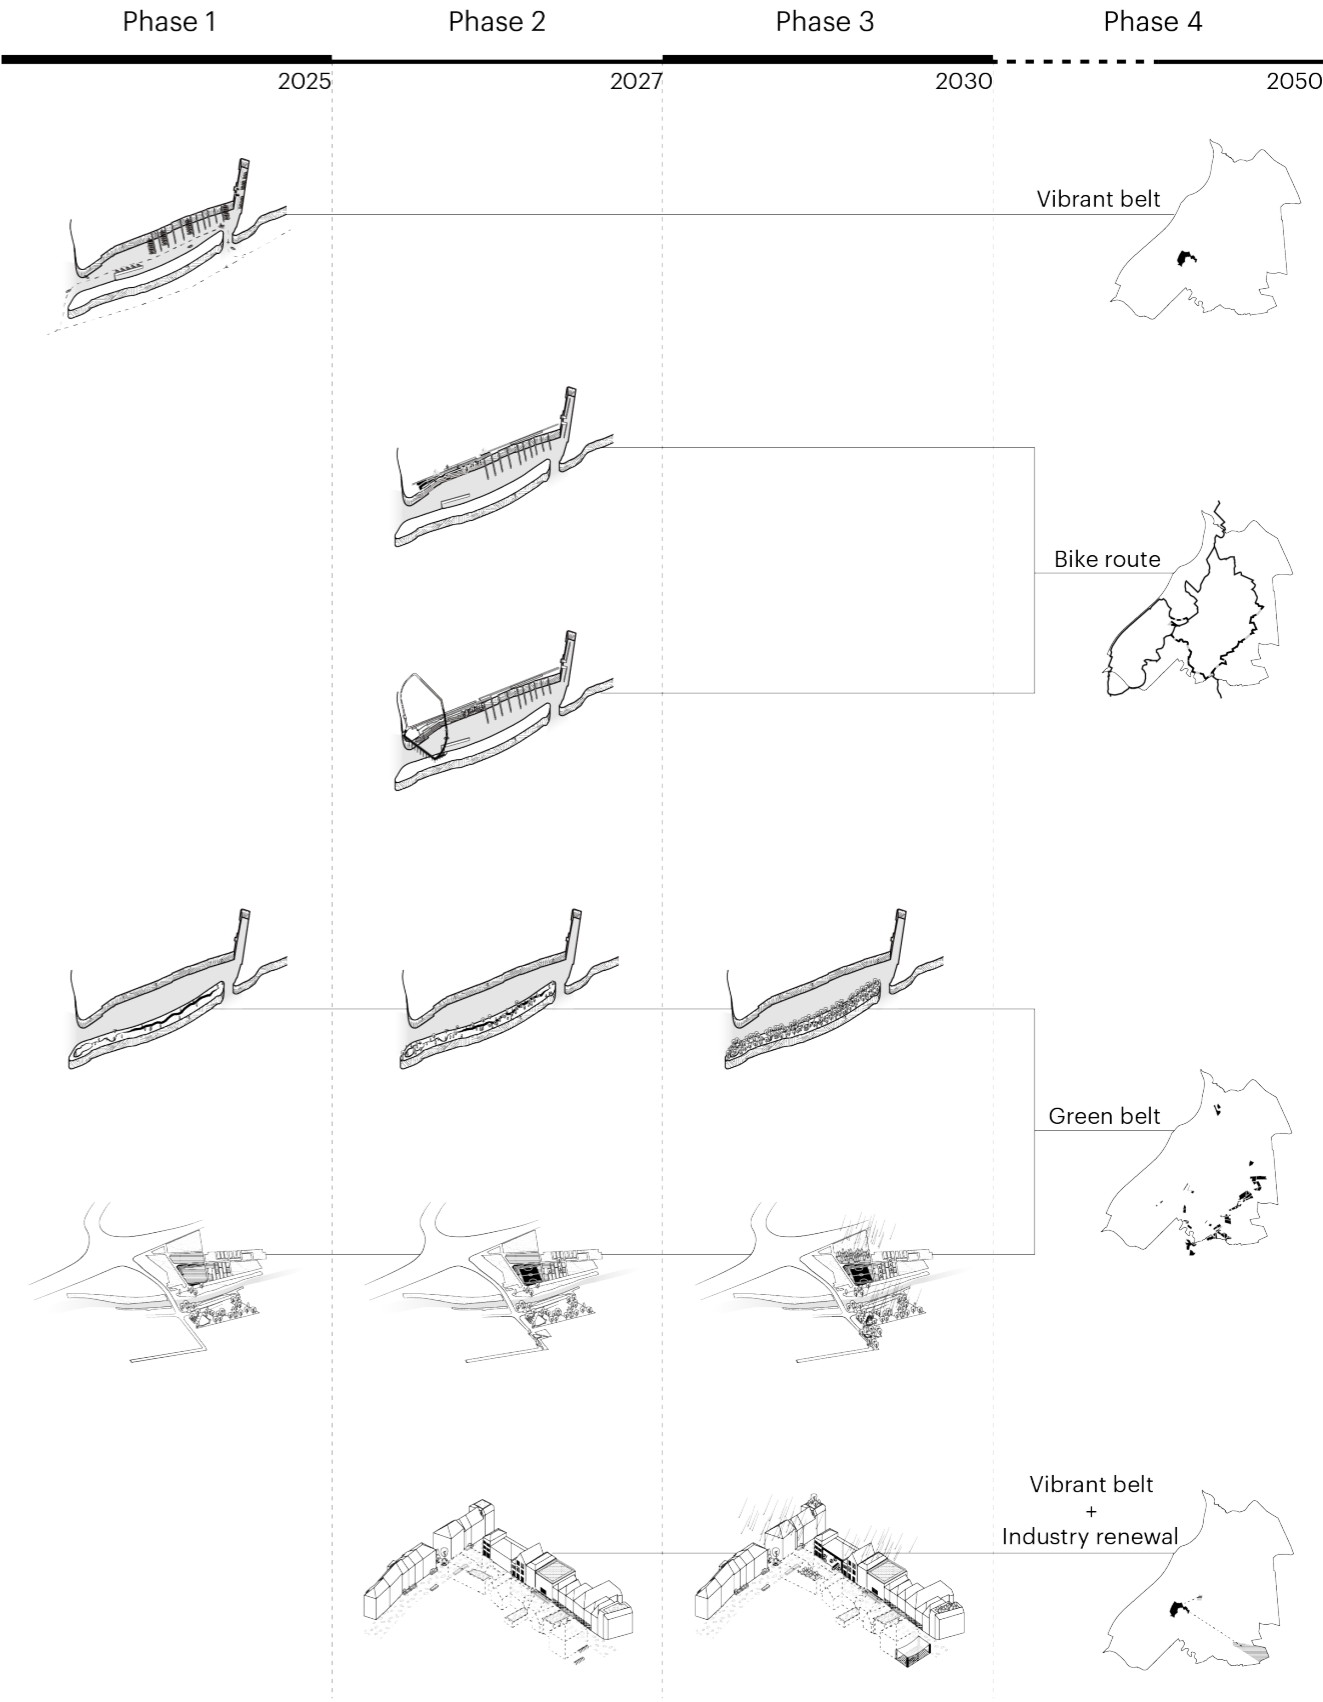 Phase 1
Phase 2
Phase 3
Phase 4
2025
2027
2030
2050
Vibrant belt
Bike route
Green belt
Vibrant belt
+
Industry renewal